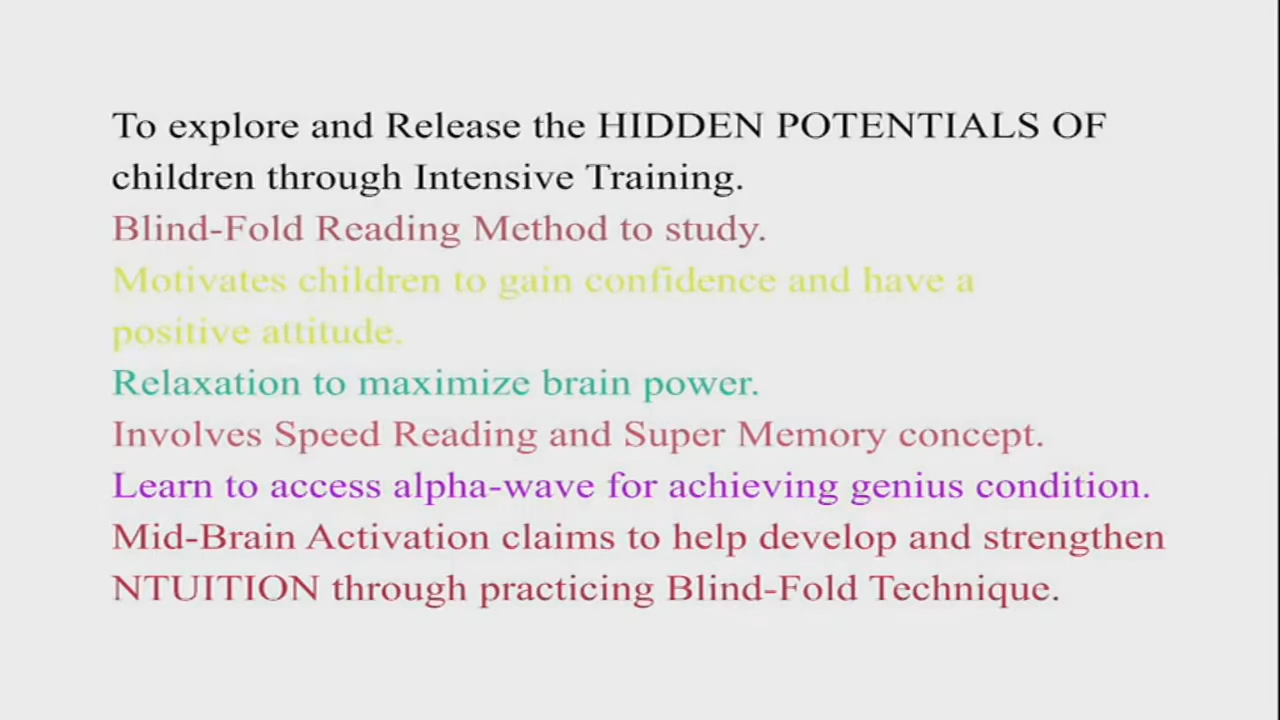 To explore and Release the HIDDEN POTENTIALS OF
children through Intensive Training.
Blind-Fold Reading Method to study.
Motivates children to gain confidence and have a
positive attitude.
Relaxation to maximize brain power.
Involves Speed Reading and Super Memory concept.
Learn to access alpha-wave for achieving genius condition.
Mid-Brain Activation claims to help develop and strengthen
NTUITION through practicing Blind-Fold Technique.